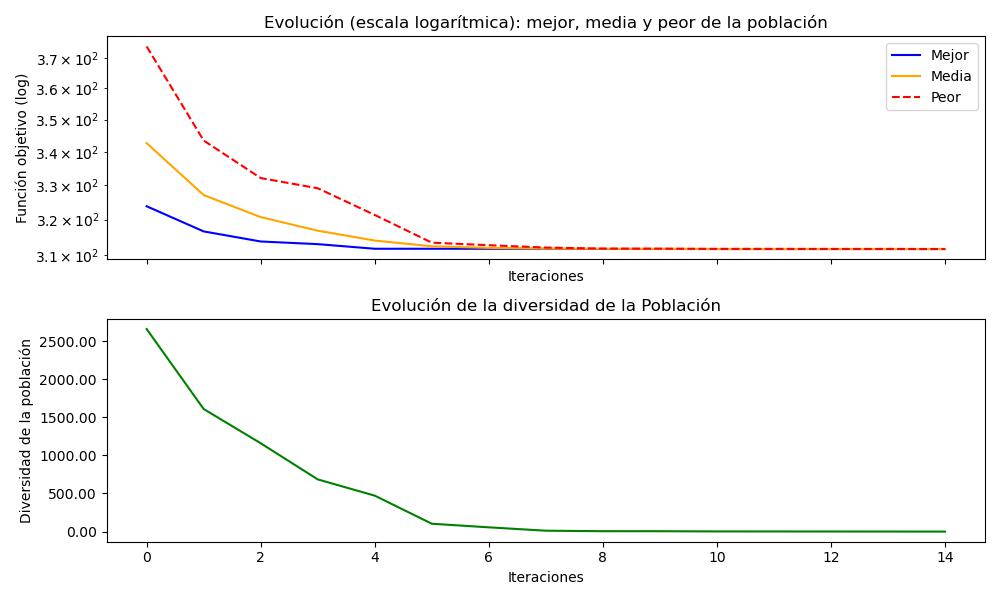 Evolución (escala logarítmica): mejor, media y peor de la población
Función objetivo (log)
3.7 × 10²
3.6 × 10²
3.5 × 10²
3.4 × 10²
3.3 × 10²
3.2 × 10²
3.1 × 10²
Mejor
Media
Peor
Iteraciones
Evolución de la diversidad de la Población
Diversidad de la población
2500.00
2000.00
1500.00
1000.00
500.00
0.00
0 2 4 6 8 10 12 14
Iteraciones